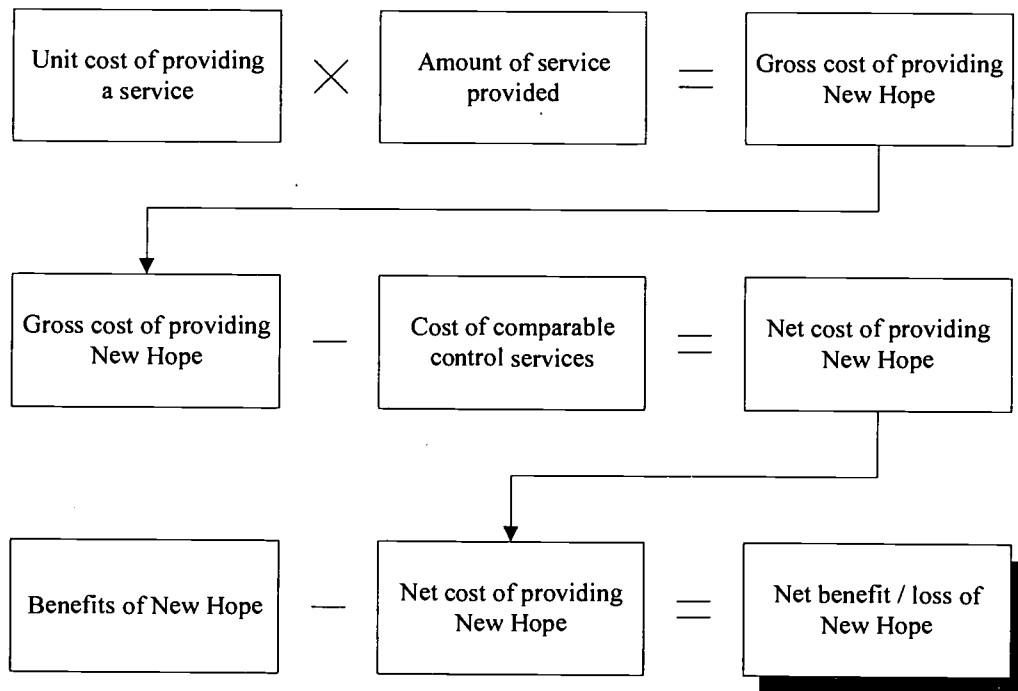 Unit cost of providing
a service
×
Amount of service
provided
=
Gross cost of providing
New Hope
Gross cost of providing
New Hope
—
Cost of comparable
control services
=
Net cost of providing
New Hope
Benefits of New Hope
—
Net cost of providing
New Hope
=
Net benefit / loss of
New Hope